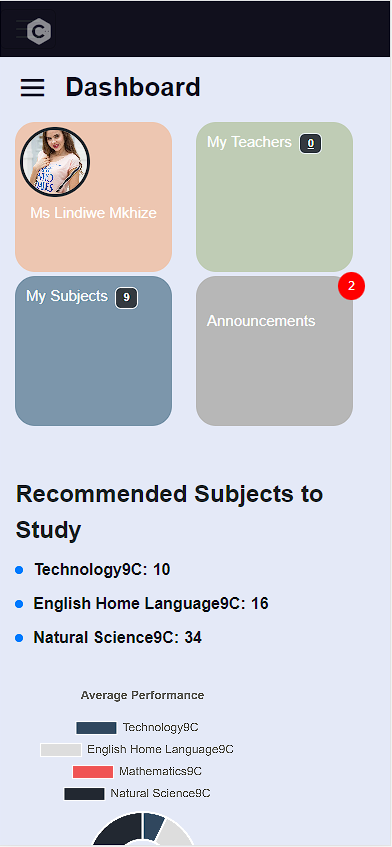 C
Dashboard
My Teachers 0
Ms Lindiwe Mkhize
My Subjects 9
2
Announcements
Recommended Subjects to
Study
Technology9C: 10
English Home Language9C: 16
Natural Science9C: 34
Average Performance
Technology9C
English Home Language9C
Mathematics9C
Natural Science9C